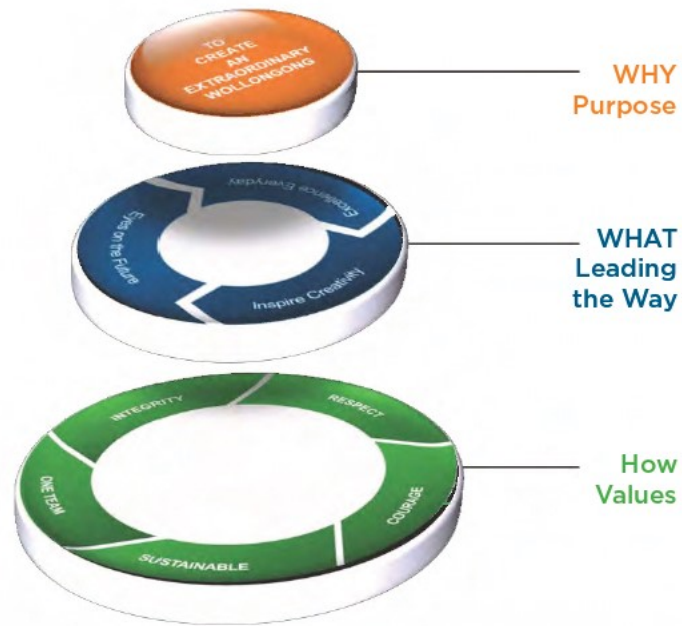 TO
CREATE
AN
EXTRAORDINARY
WOLLONGONG
WHY
Purpose
Excellence Everyday
Eyes on the Future
Inspire Creativity
WHAT
Leading
the Way
INTEGRITY
RESPECT
ONE TEAM
COURAGE
SUSTAINABLE
How
Values